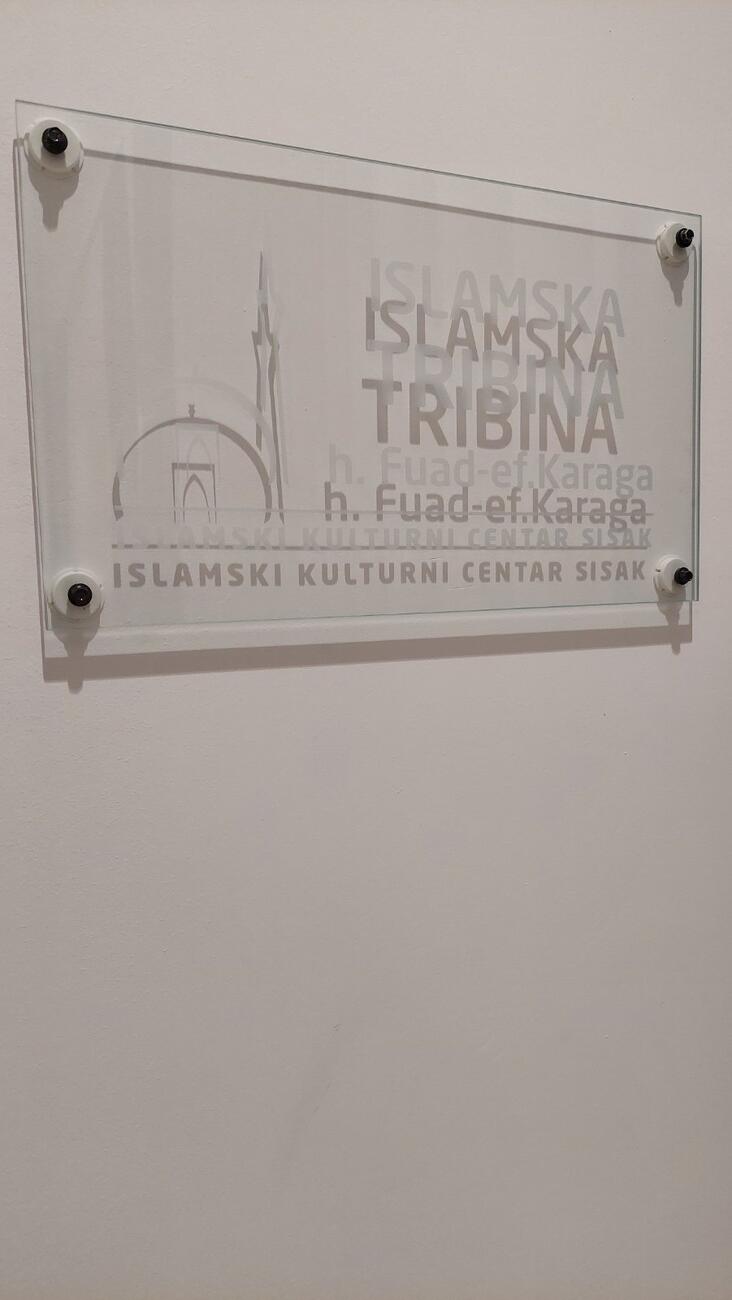 ISLAMSKA
TRIBINA
h. Fuad-ef.Karaga
ISLAMSKI KULTURNI CENTAR SISAK